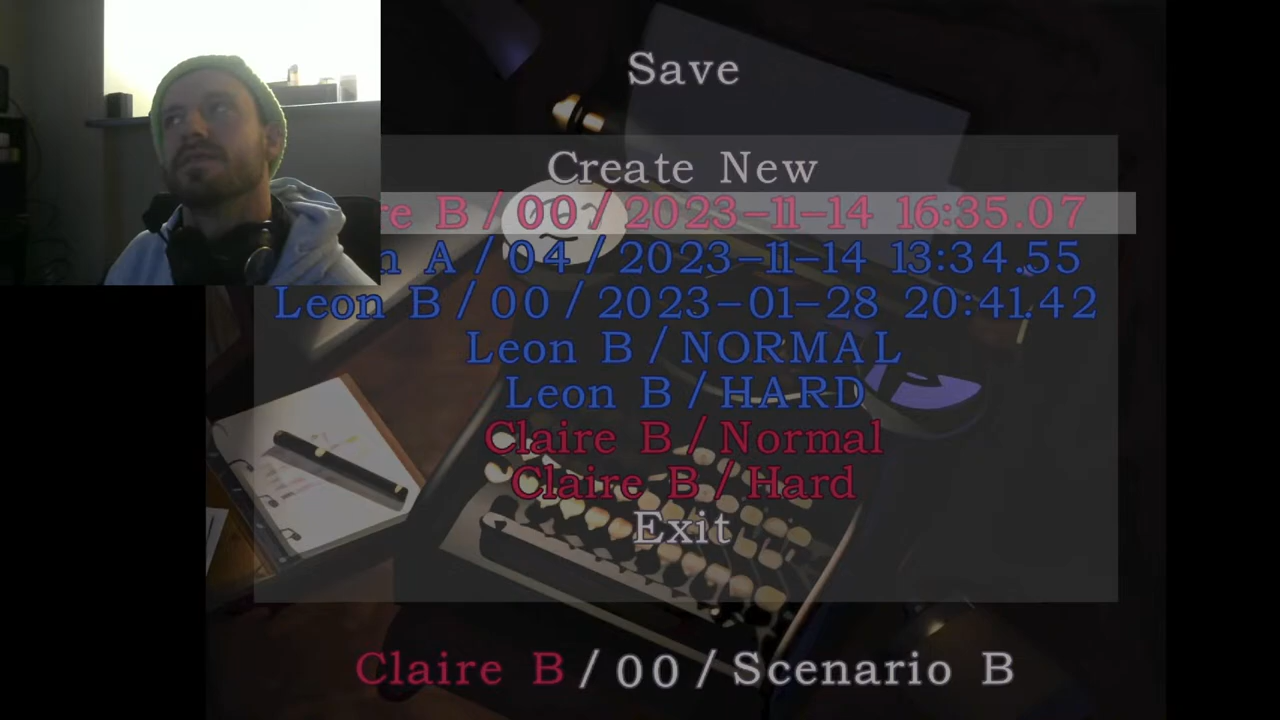 Save
Create New
re B / 00 / 2023-11-14 16:35.07
n A / 04 / 2023-11-14 13:34.55
Leon B / 00 / 2023-01-28 20:41.42
Leon B / NORMAL
Leon B / HARD
Claire B / Normal
Claire B / Hard
Exit
Claire B / 00 / Scenario B